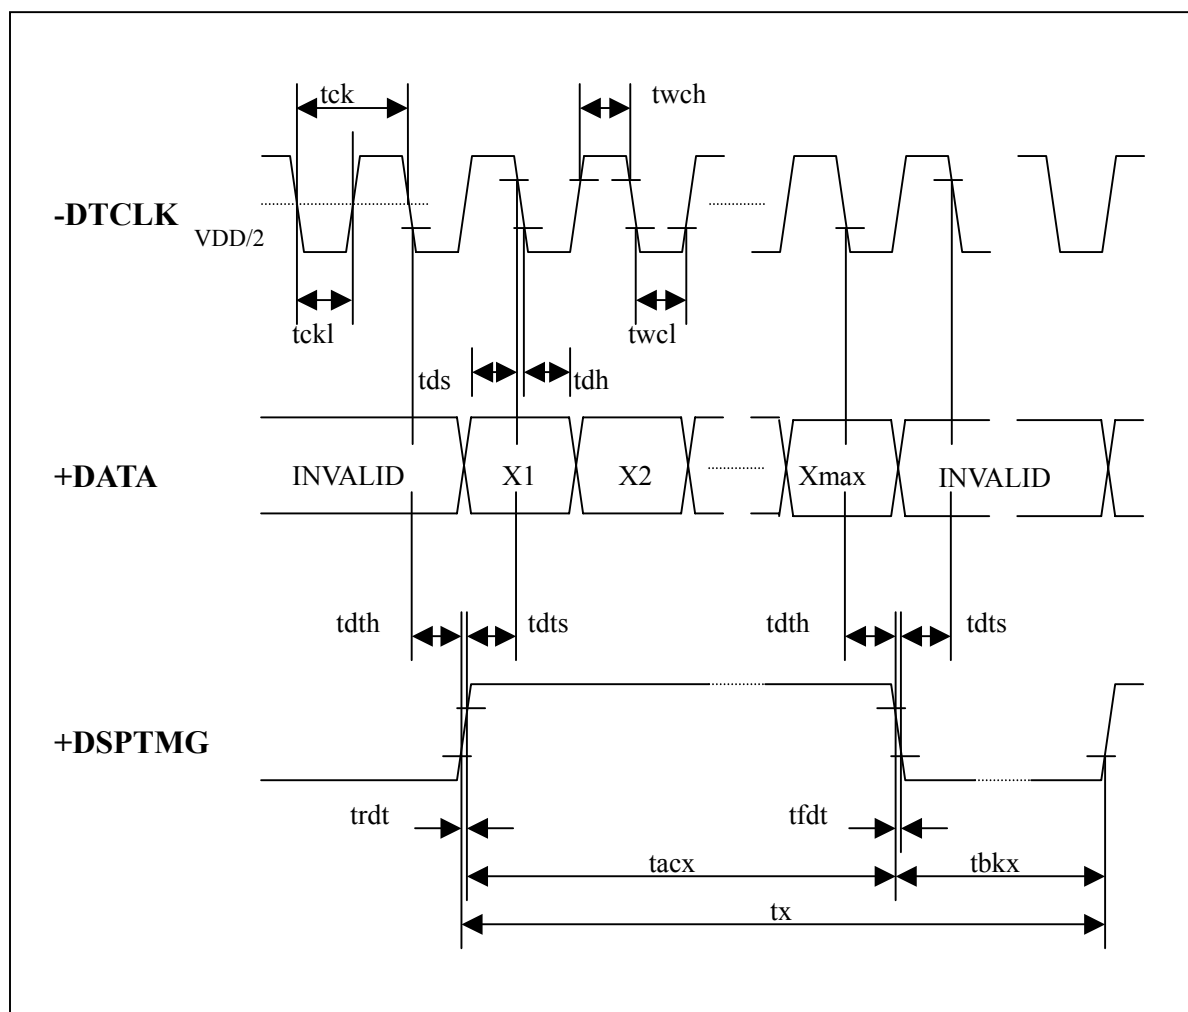 tck
twch
-DTCLK
VDD/2
tckl
twcl
tds
tdh
+DATA
INVALID
X1
X2
Xmax
INVALID
tdth
tdts
tdth
tdts
+DSPTMG
trdt
tfdt
tacx
tbkx
tx